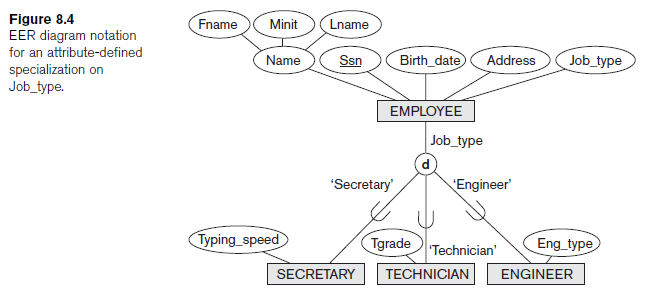 Figure 8.4
EER diagram notation
for an attribute-defined
specialization on
Job_type.
Fname
Minit
Lname
Name
Ssn
Birth_date
Address
Job_type
EMPLOYEE
Job_type
d
‘Secretary’
‘Engineer’
Typing_speed
Tgrade
‘Technician’
Eng_type
SECRETARY
TECHNICIAN
ENGINEER